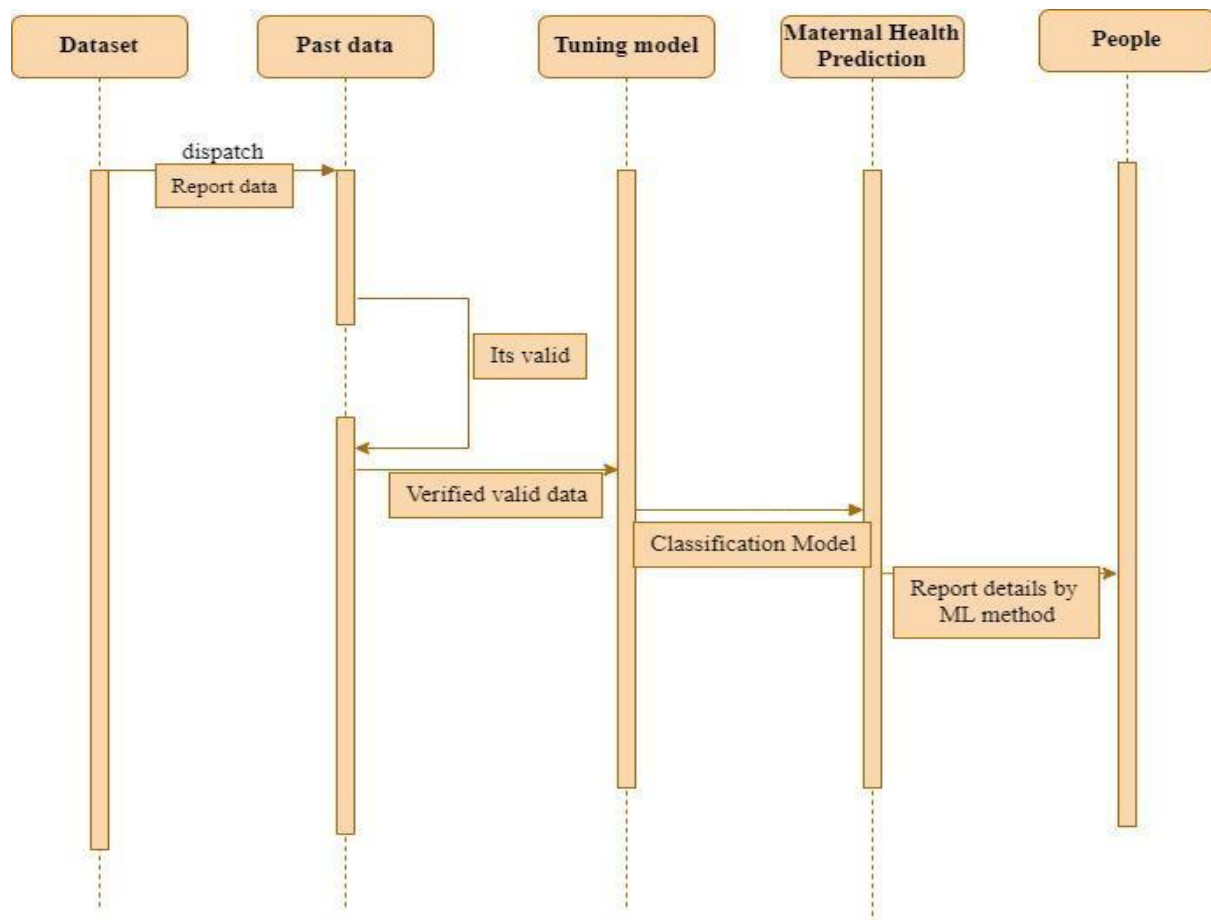 Dataset
Past data
Tuning model
Maternal Health
Prediction
People
dispatch
Report data
Its valid
Verified valid data
Classification Model
Report details by
ML method